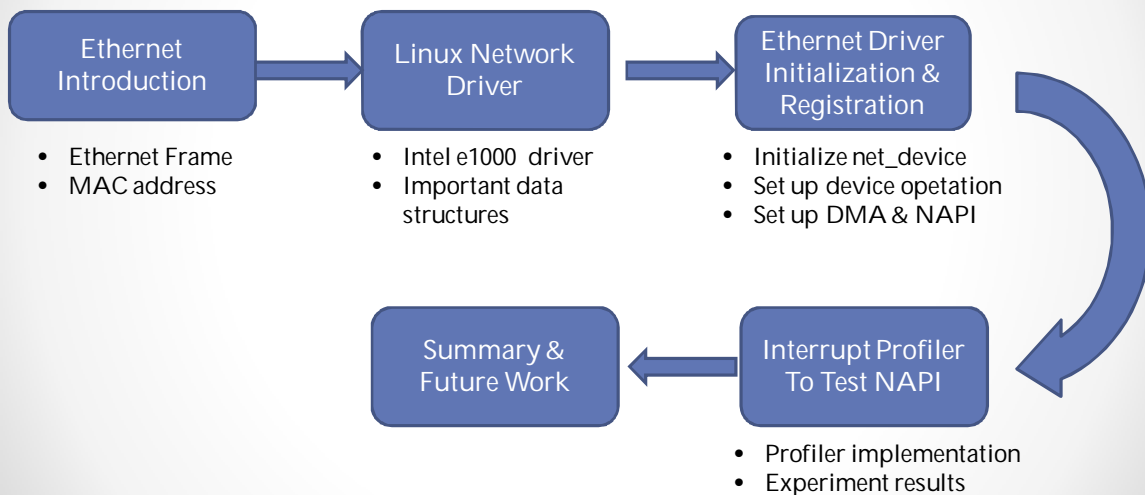 Ethernet
Introduction
• Ethernet Frame
• MAC address
Linux Network
Driver
• Intel e1000 driver
• Important data
structures
Ethernet Driver
Initialization &
Registration
• Initialize net_device
• Set up device opetation
• Set up DMA & NAPI
Interrupt Profiler
To Test NAPI
• Profiler implementation
• Experiment results
Summary &
Future Work